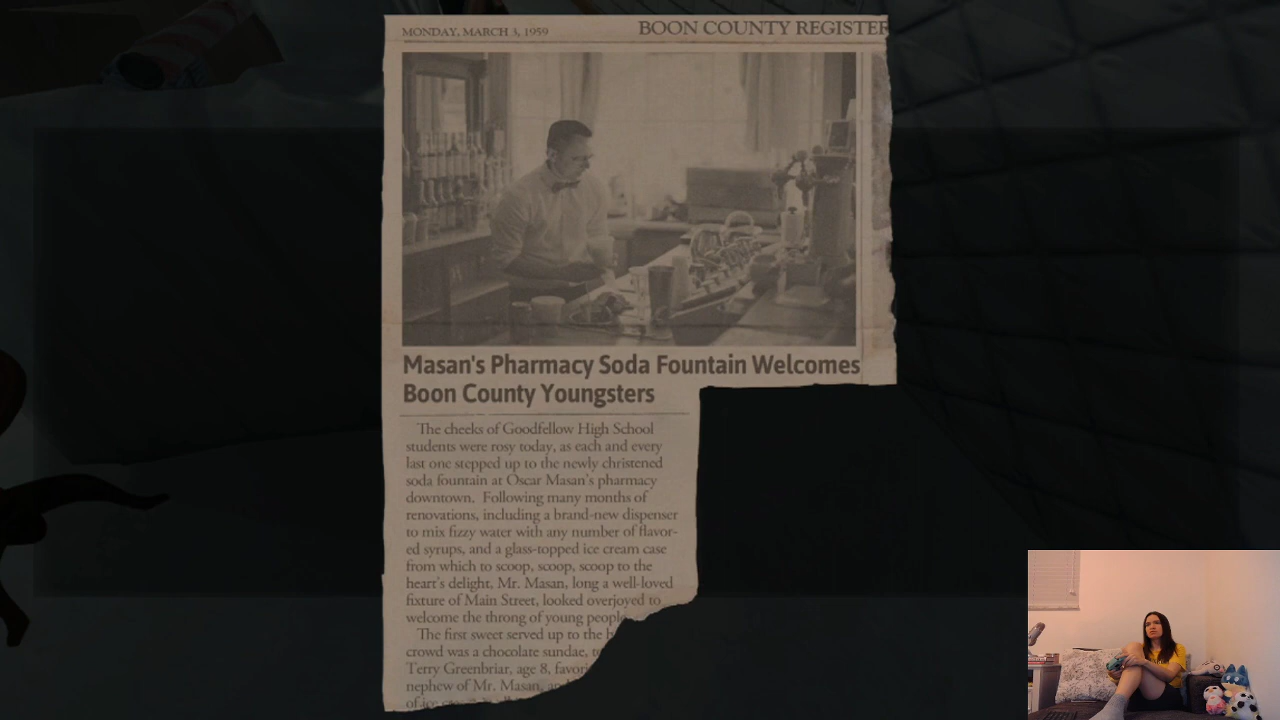 MONDAY, MARCH 3, 1959
BOON COUNTY REGISTER
Masan's Pharmacy Soda Fountain Welcomes
Boon County Youngsters
The cheeks of Goodfellow High School
students were rosy today, as each and every
last one stepped up to the newly christened
soda fountain at Oscar Masan's pharmacy
downtown. Following many months of
renovations, including a brand-new dispenser
to mix fizzy water with any number of flavor-
ed syrups, and a glass-topped ice cream case
from which to scoop, scoop, scoop to the
heart's delight, Mr. Masan, long a well-loved
fixture of Main Street, looked overjoyed to
welcome the throng of young people
The first sweet served up to the
crowd was a chocolate sundae,
Terry Greenbriar, age 8,
nephew of Mr. Masan,
of